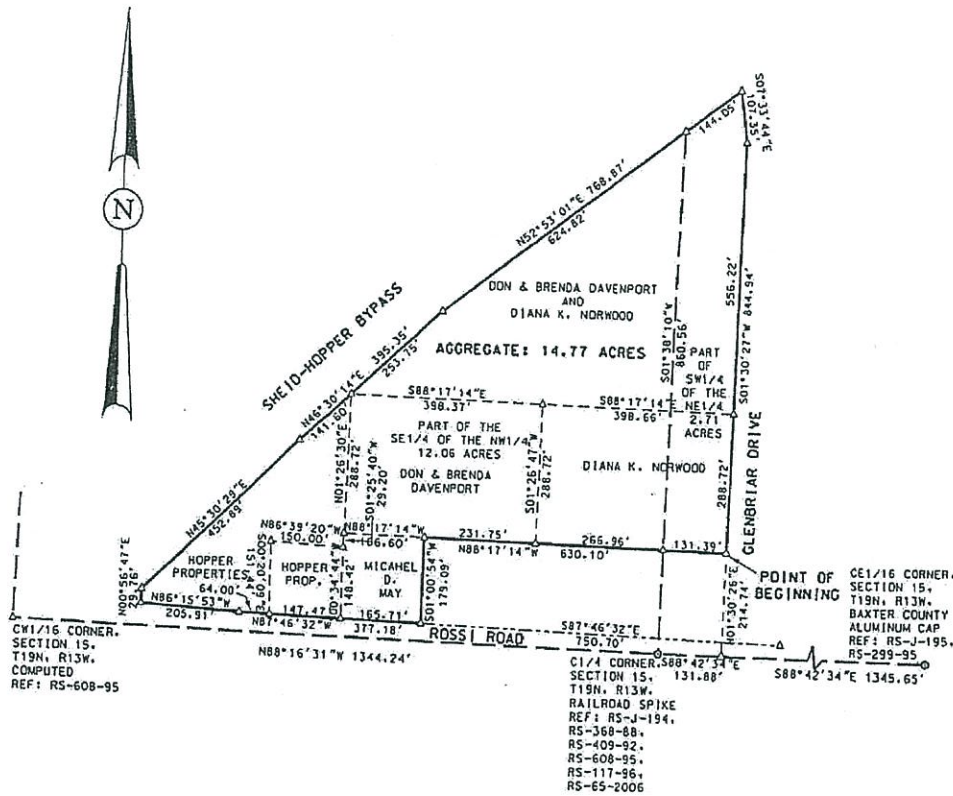 N
S07°33'44"E
107.35'
144.05'
N52°53'01"E 768.87'
624.82'
DON & BRENDA DAVENPORT
AND
DIANA K. NORWOOD
AGGREGATE: 14.77 ACRES
SHEID-HOPPER BYPASS
395.35'
253.75'
N46°30'14"E
141.60'
S01°38'10"W
860.56'
556.22'
S01°30'27"W 844.94'
PART
OF
SW1/4
OF THE
NE1/4
2.71
ACRES
S88°17'14"E
398.37'
S88°17'14"E
398.66'
PART OF THE
SE1/4 OF THE NW1/4
12.06 ACRES
DON & BRENDA
DAVENPORT
DIANA K. NORWOOD
N01°26'30"E
288.72'
S01°25'40"W
29.20'
S01°26'47"W
288.72'
288.72'
GLENBRIAR DRIVE
N45°30'29"E
452.89'
N86°39'20"W
150.00'
N88°17'14"W
231.75'
266.96'
N88°17'14"W
630.10'
131.39'
POINT OF
BEGINNING
N00°56'47"E
29.76'
HOPPER
PROPERTIES
64.00'
S00°20'09"E
151.44'
HOPPER
PROP.
148.42'
MICAHEL
D.
MAY
S01°00'54"W
179.09'
N86°15'53"W
205.91'
147.47
N87°46'32"W
165.71'
377.18'
ROSSI ROAD
S87°46'32"E
750.70'
N01°30'26"E
214.74'
N88°16'31"W 1344.24'
S88°42'34"E
131.88'
S88°42'34"E 1345.65'
CW1/16 CORNER,
SECTION 15,
T19N, R13W.
COMPUTED
REF: RS-608-95
C1/4 CORNER,
SECTION 15,
T19N, R13W.
RAILROAD SPIKE
REF: RS-J-194,
RS-368-88,
RS-409-92,
RS-608-95,
RS-117-96,
RS-65-2006
CE1/16 CORNER,
SECTION 15,
T19N, R13W.
BAXTER COUNTY
ALUMINUM CAP
REF: RS-J-195,
RS-299-95